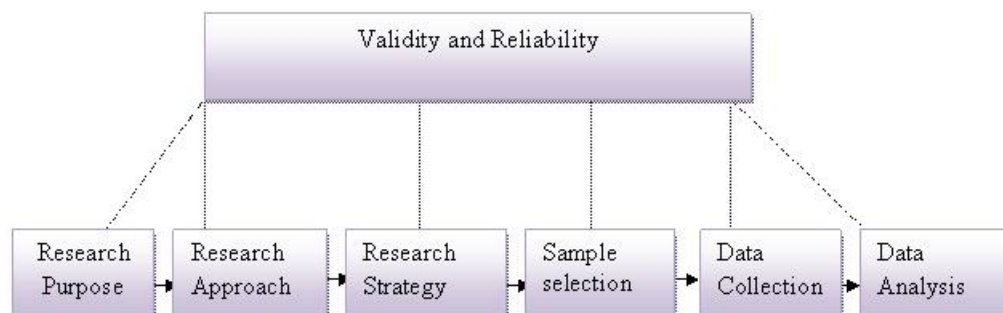 Validity and Reliability
Research
Purpose
Research
Approach
Research
Strategy
Sample
selection
Data
Collection
Data
Analysis